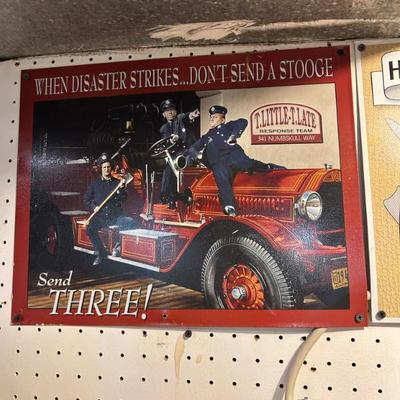 WHEN DISASTER STRIKES...DON'T SEND A STOOGE
T.LITTLE-T.LATE
RESPONSE TEAM
341 NUMBSKULL WAY
Send
THREE!
H